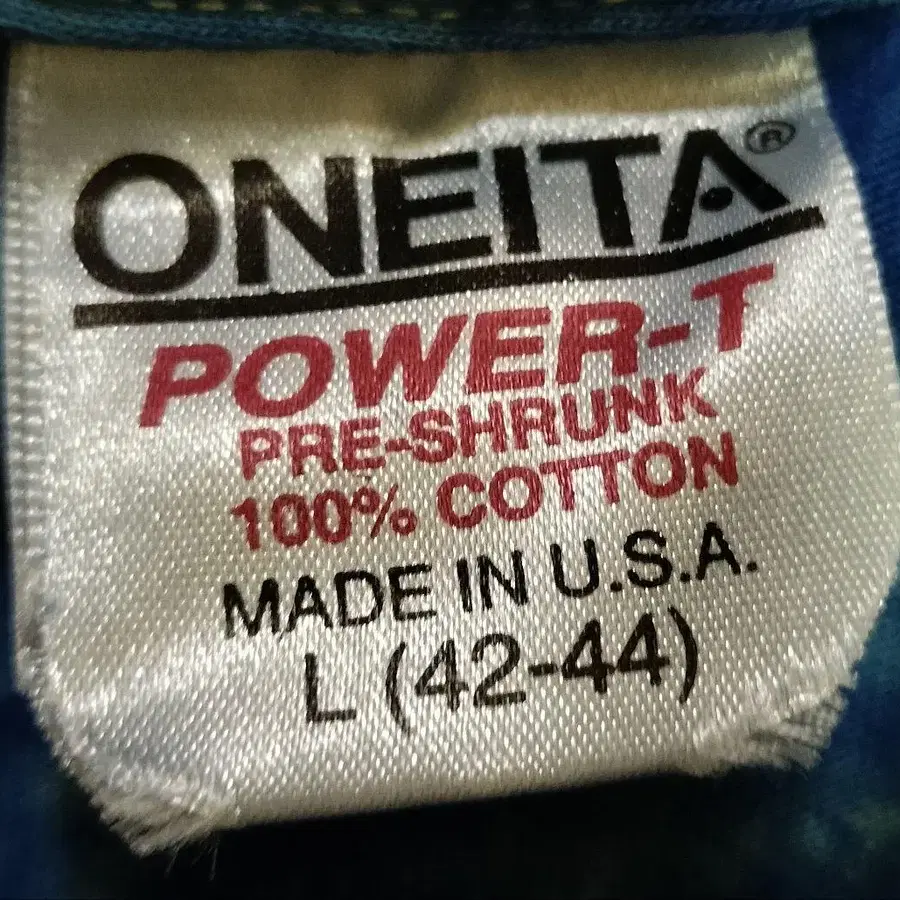 ONEITA®
POWER-T
PRE-SHRUNK
100% COTTON
MADE IN U.S.A.
L (42-44)